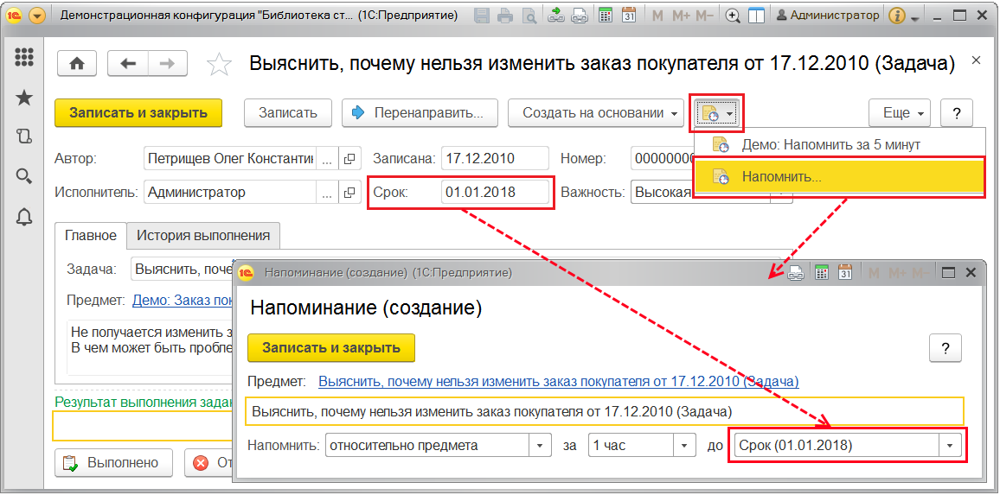 Демонстрационная конфигурация "Библиотека ст... (1С:Предприятие) M M+ M- Администратор
Выяснить, почему нельзя изменить заказ покупателя от 17.12.2010 (Задача)
Записать и закрыть Записать Перенаправить... Создать на основании Еще ?
Демо: Напомнить за 5 минут
Напомнить...
Автор: Петрищев Олег Константин ... Записана: 17.12.2010 Номер: 00000000
Исполнитель: Администратор ... Срок: 01.01.2018 Важность: Высокая
Главное История выполнения
Задача: Выяснить, поче
Предмет: Демо: Заказ пок
Не получается изменить з
В чем может быть пробле
Результат выполнения задан
Выполнено От
Напоминание (создание) (1С:Предприятие) M M+ M-
Напоминание (создание)
Записать и закрыть ?
Предмет: Выяснить, почему нельзя изменить заказ покупателя от 17.12.2010 (Задача)
Выяснить, почему нельзя изменить заказ покупателя от 17.12.2010 (Задача)
Напомнить: относительно предмета за 1 час до Срок (01.01.2018)